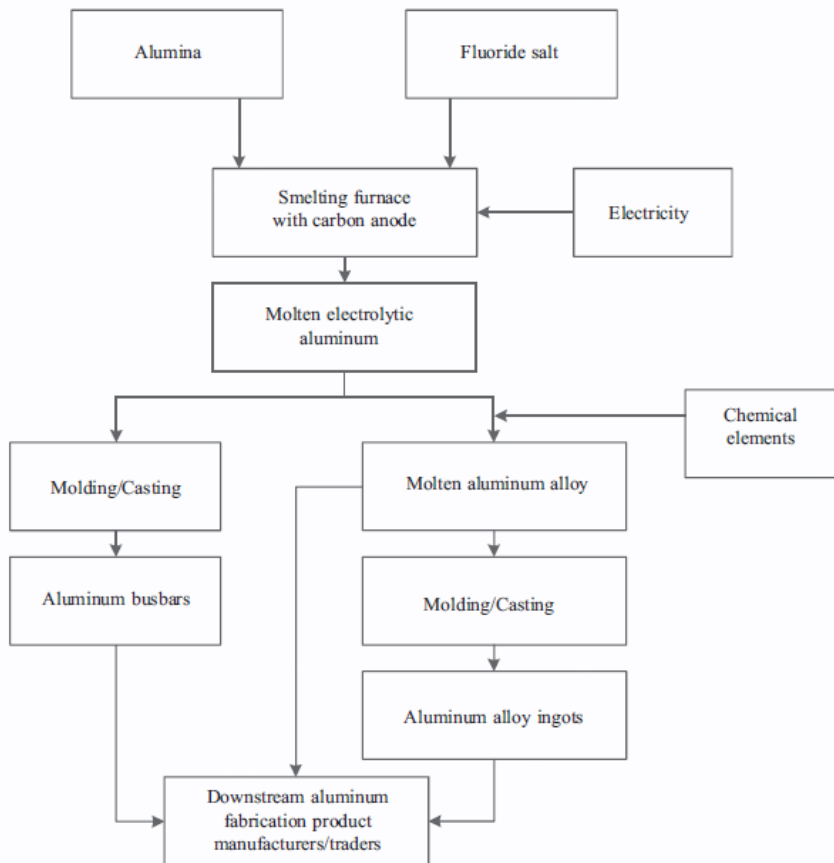 Alumina
Fluoride salt
Smelting furnace
with carbon anode
Electricity
Molten electrolytic
aluminum
Chemical
elements
Molding/Casting
Molten aluminum alloy
Aluminum busbars
Molding/Casting
Aluminum alloy ingots
Downstream aluminum
fabrication product
manufacturers/traders